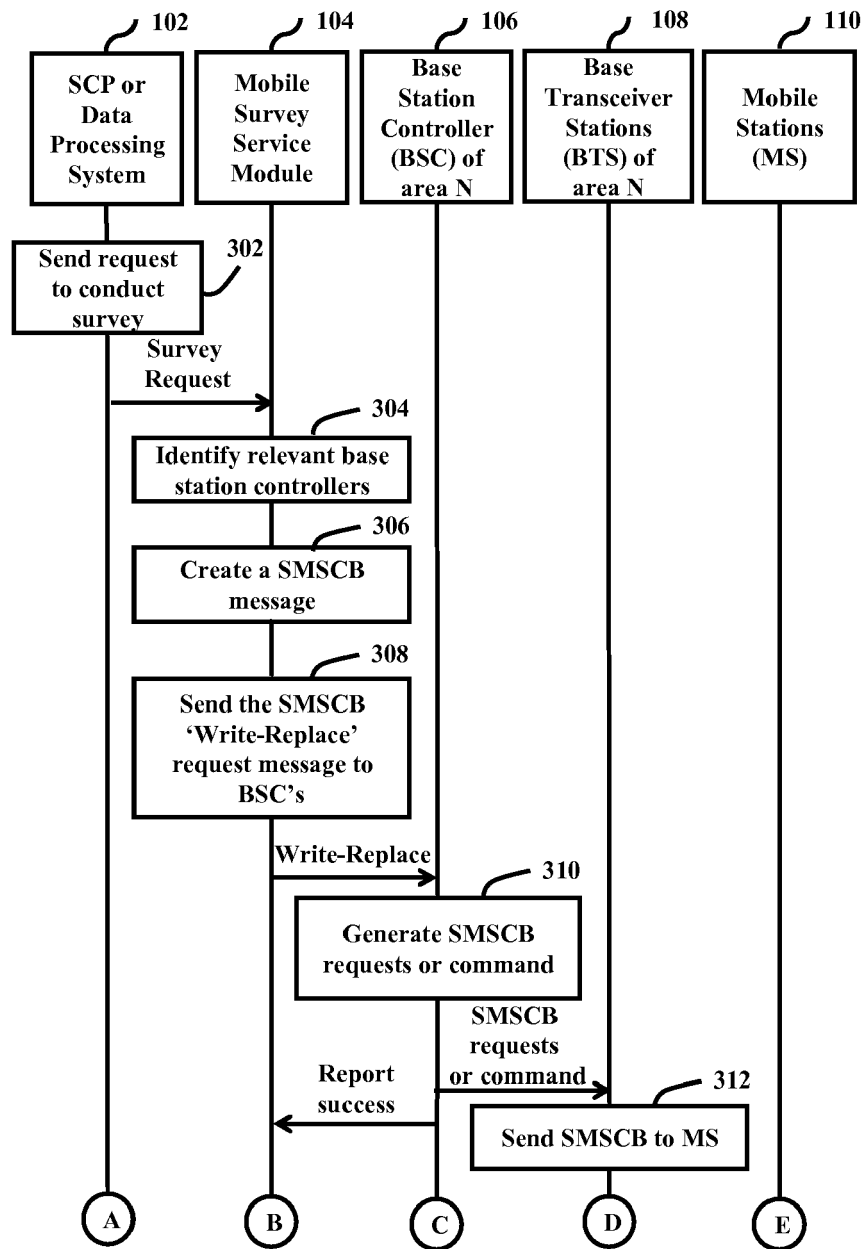 102
104
106
108
110
SCP or
Data
Processing
System
Mobile
Survey
Service
Module
Base
Station
Controller
(BSC) of
area N
Base
Transceiver
Stations
(BTS) of
area N
Mobile
Stations
(MS)
Send request
to conduct
survey
302
Survey
Request
304
Identify relevant base
station controllers
306
Create a SMSCB
message
308
Send the SMSCB
‘Write-Replace’
request message to
BSC’s
Write-Replace
310
Generate SMSCB
requests or command
SMSCB
requests
or command
Report
success
312
Send SMSCB to MS
A
B
C
D
E